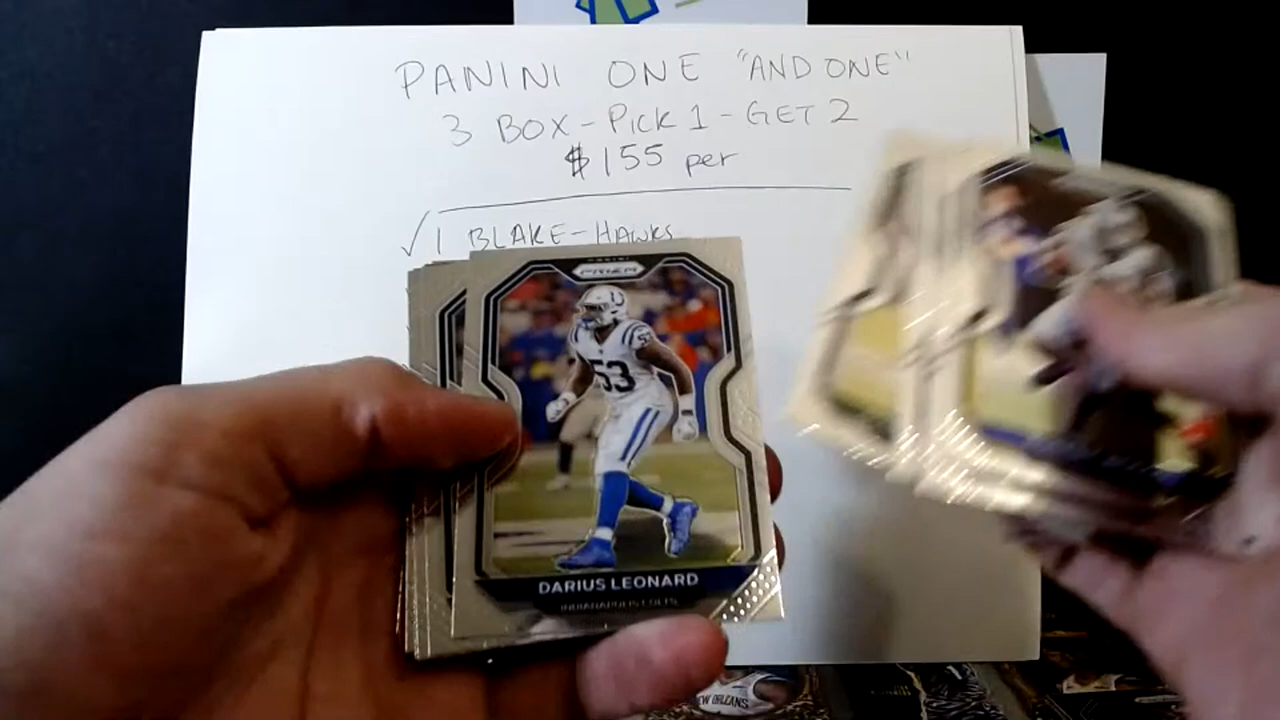 PANINI ONE "AND ONE"
3 BOX - PICK 1 - GET 2
$155 per
√1 BLAKE - HAWKS
PRIZM
53
53
DARIUS LEONARD
INDIANAPOLIS COLTS
NEW ORLEANS